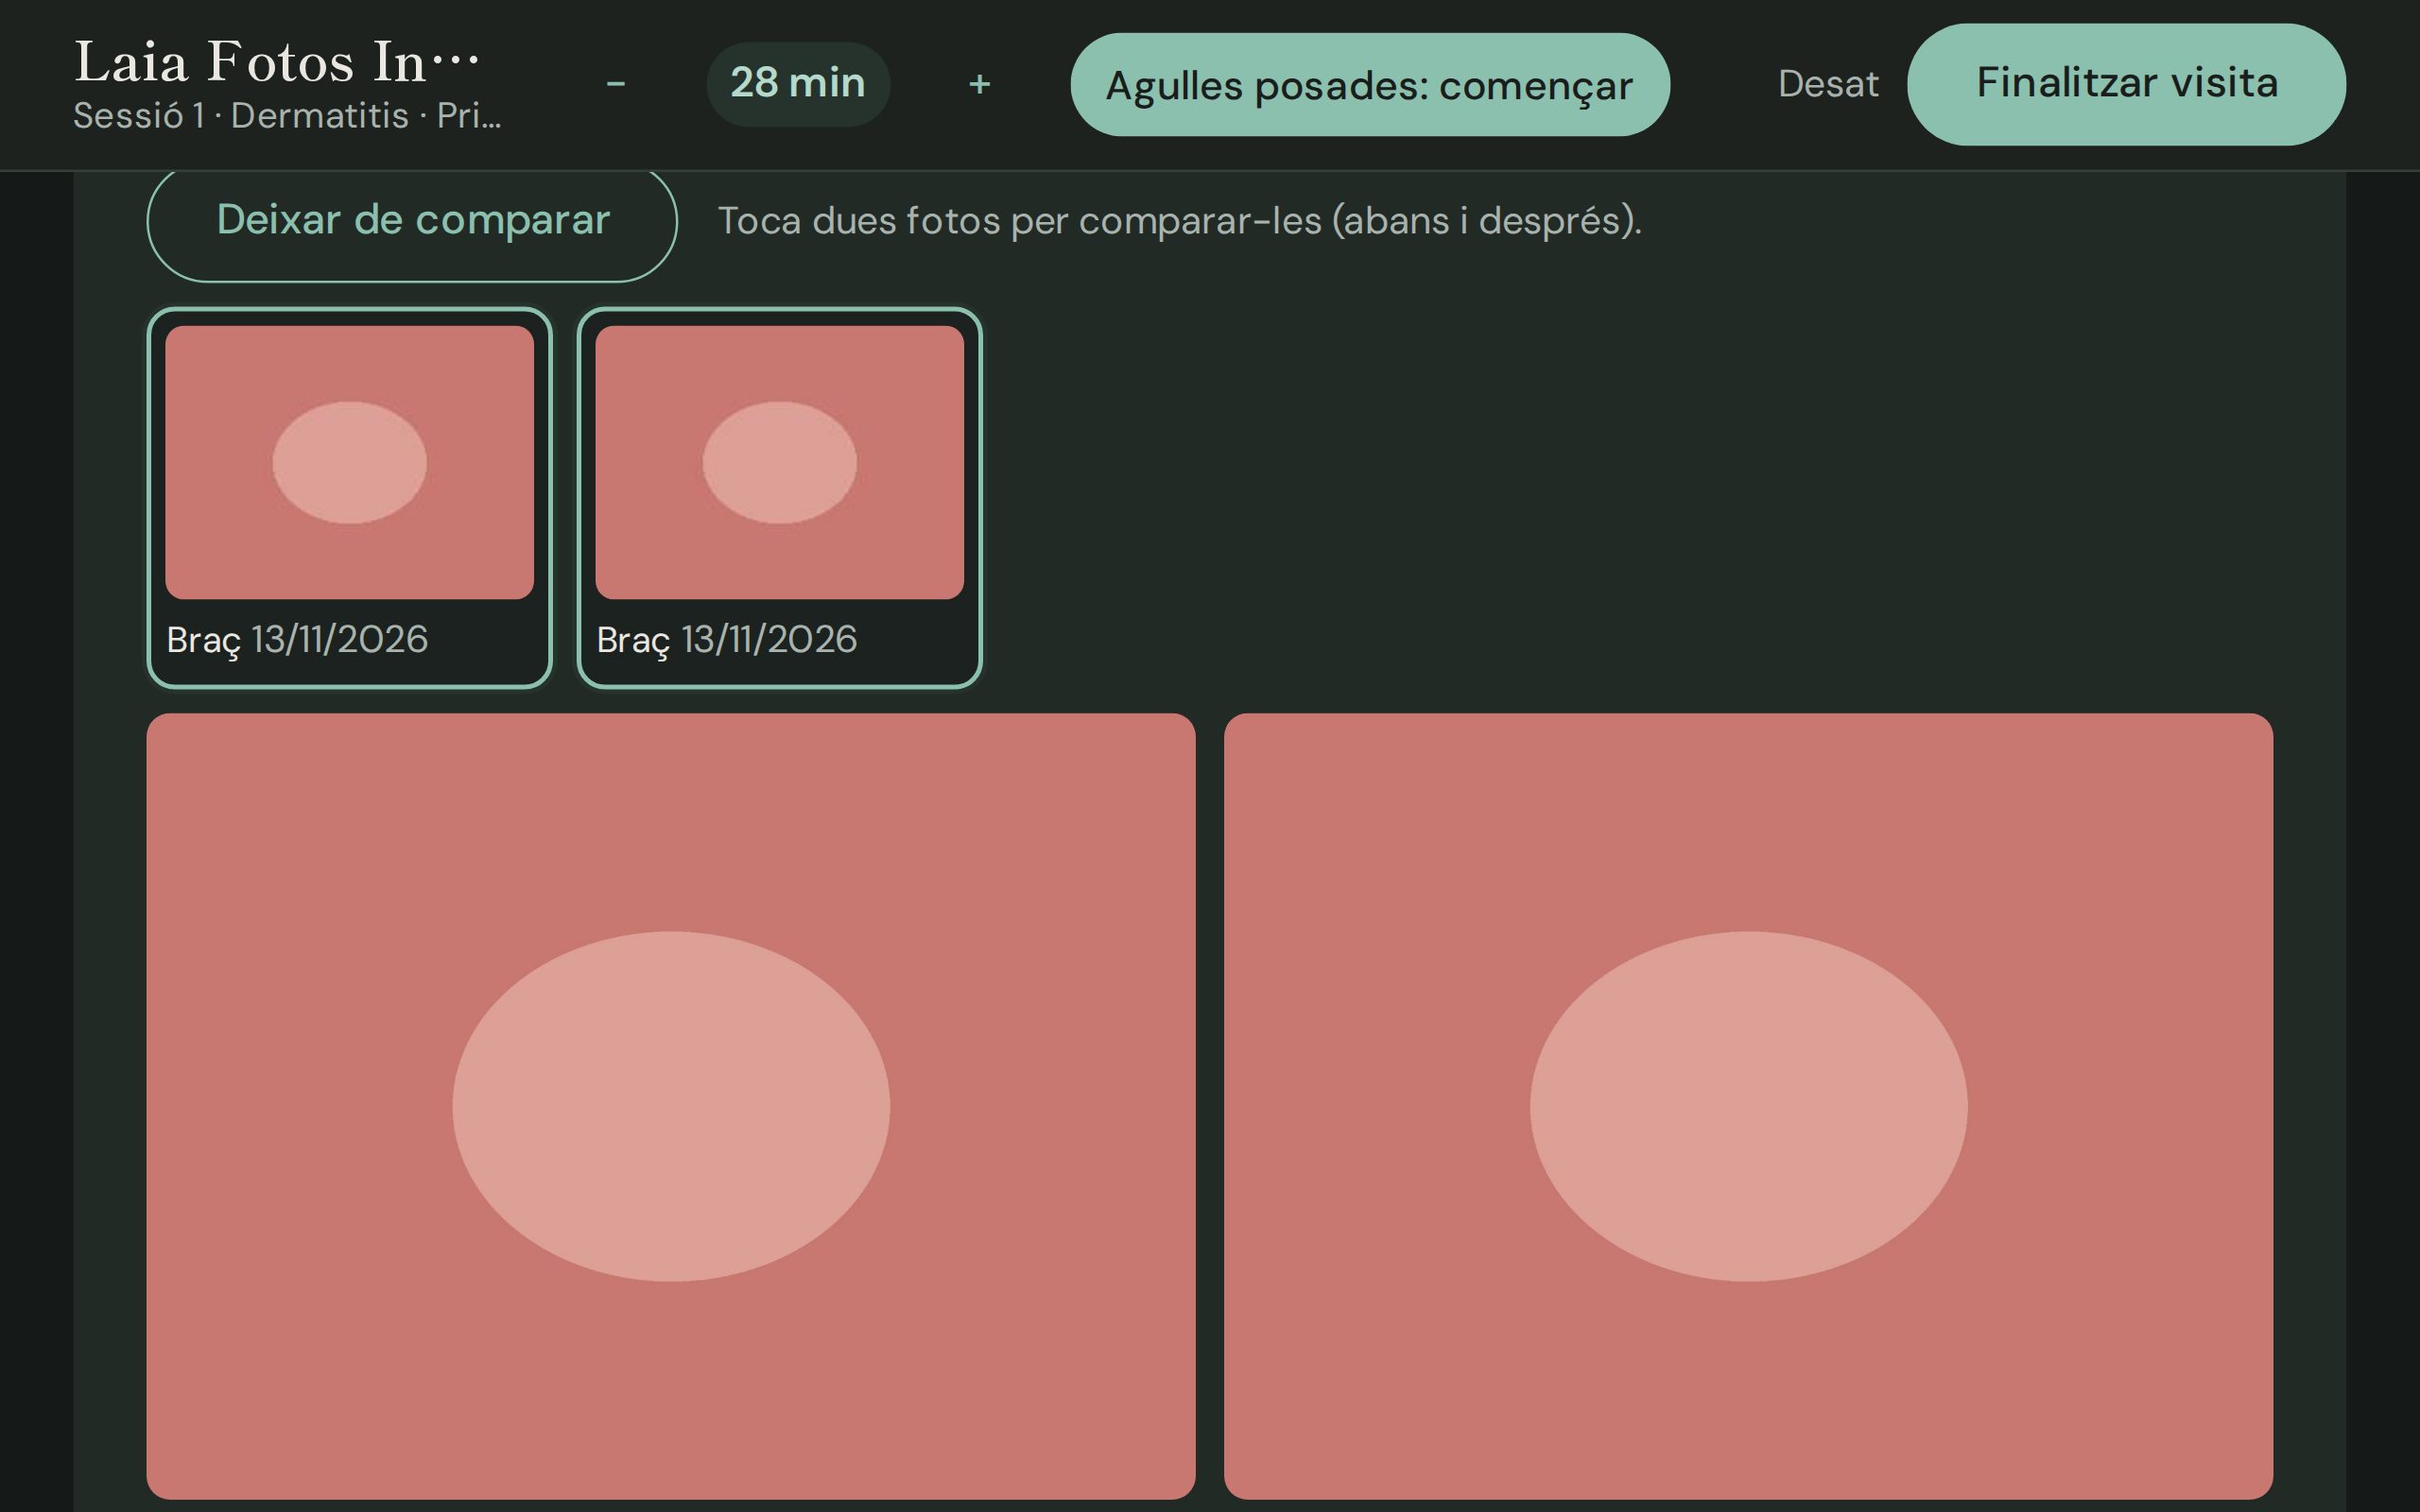 Laia Fotos In···
Sessió 1 · Dermatitis · Pri...
− 28 min +
Agulles posades: començar
Desat
Finalitzar visita
Deixar de comparar
Toca dues fotos per comparar-les (abans i després).
Braç 13/11/2026
Braç 13/11/2026